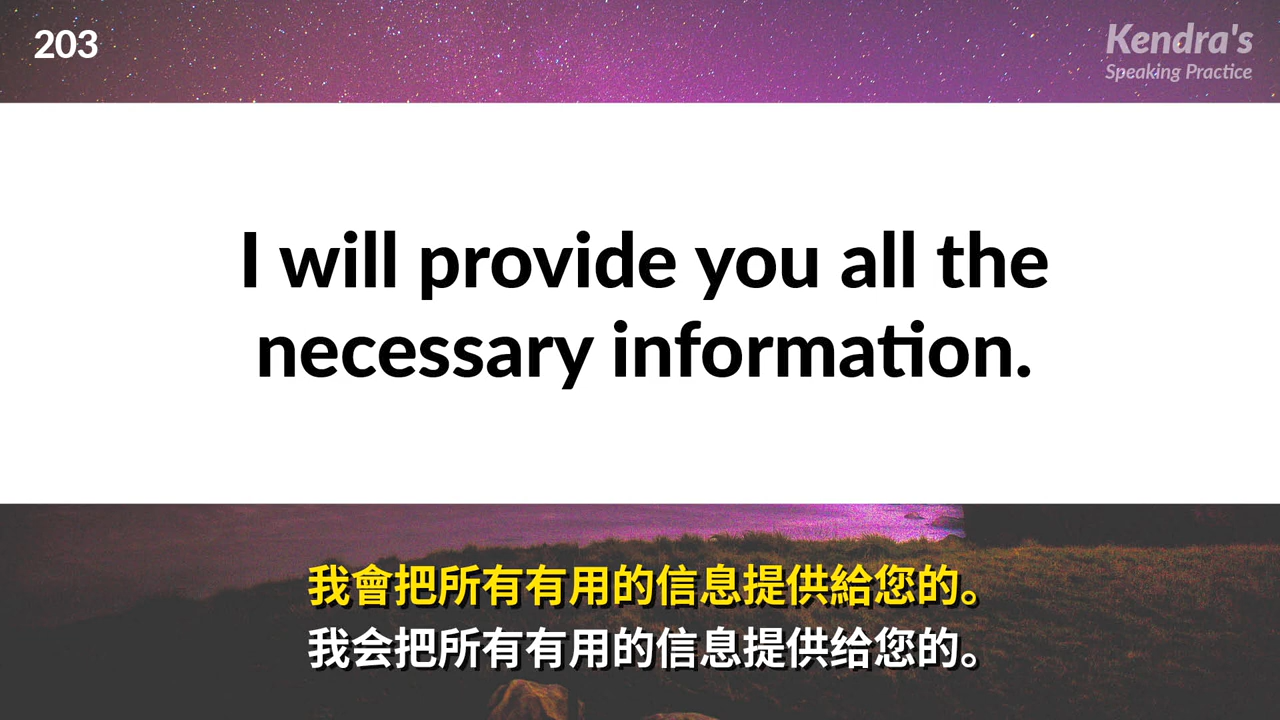 203
Kendra's
Speaking Practice
I will provide you all the
necessary information.
我會把所有有用的信息提供給您的。
我会把所有有用的信息提供给您的。